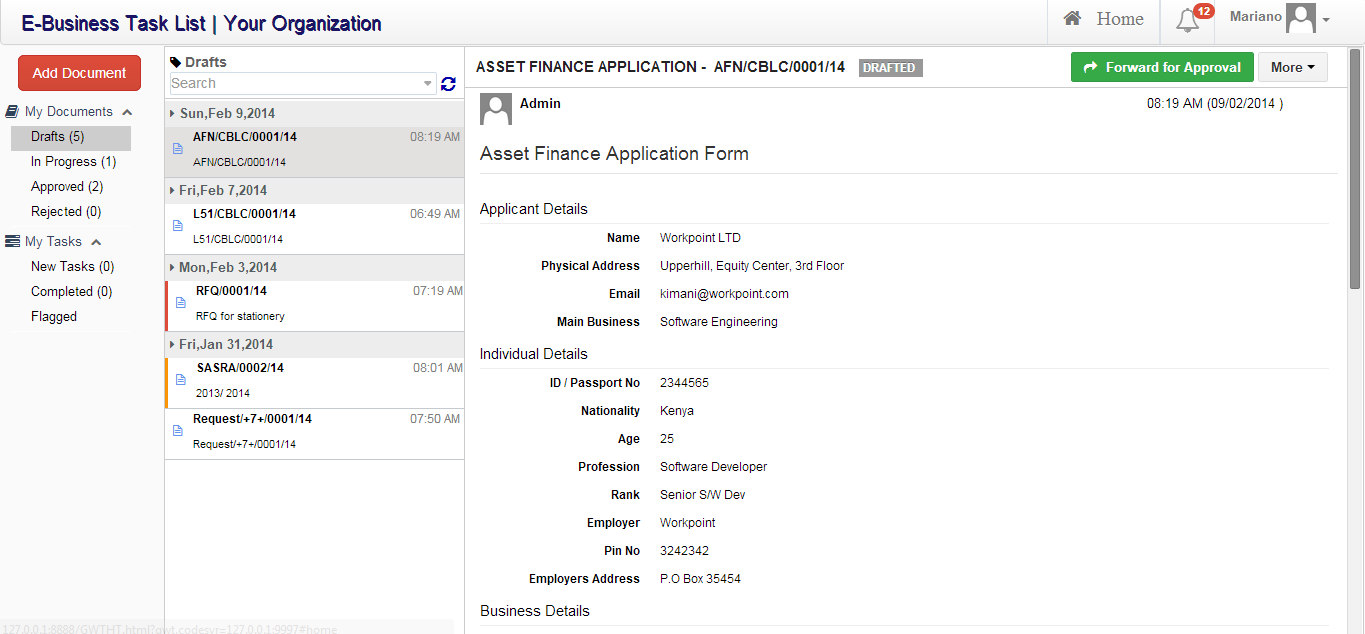 E-Business Task List | Your Organization
Home
12
Mariano
Add Document
My Documents
Drafts (5)
In Progress (1)
Approved (2)
Rejected (0)
My Tasks
New Tasks (0)
Completed (0)
Flagged
Drafts
Search
Sun,Feb 9,2014
AFN/CBLC/0001/14 08:19 AM
AFN/CBLC/0001/14
Fri,Feb 7,2014
L51/CBLC/0001/14 06:49 AM
L51/CBLC/0001/14
Mon,Feb 3,2014
RFQ/0001/14 07:19 AM
RFQ for stationery
Fri,Jan 31,2014
SASRA/0002/14 08:01 AM
2013/ 2014
Request/+7+/0001/14 07:50 AM
Request/+7+/0001/14
ASSET FINANCE APPLICATION - AFN/CBLC/0001/14 DRAFTED
Forward for Approval
More
Admin 08:19 AM (09/02/2014 )
Asset Finance Application Form
Applicant Details
Name Workpoint LTD
Physical Address Upperhill, Equity Center, 3rd Floor
Email kimani@workpoint.com
Main Business Software Engineering
Individual Details
ID / Passport No 2344565
Nationality Kenya
Age 25
Profession Software Developer
Rank Senior S/W Dev
Employer Workpoint
Pin No 3242342
Employers Address P.O Box 35454
Business Details
127.0.0.1:8888/GWTHT.html?gwt.codesvr=127.0.0.1:9997#home